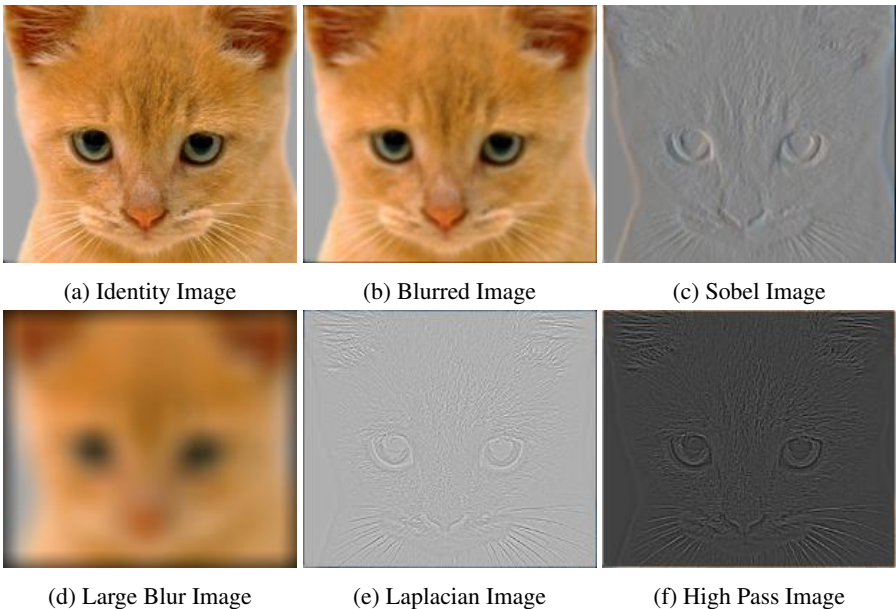 (a) Identity Image
(b) Blurred Image
(c) Sobel Image
(d) Large Blur Image
(e) Laplacian Image
(f) High Pass Image